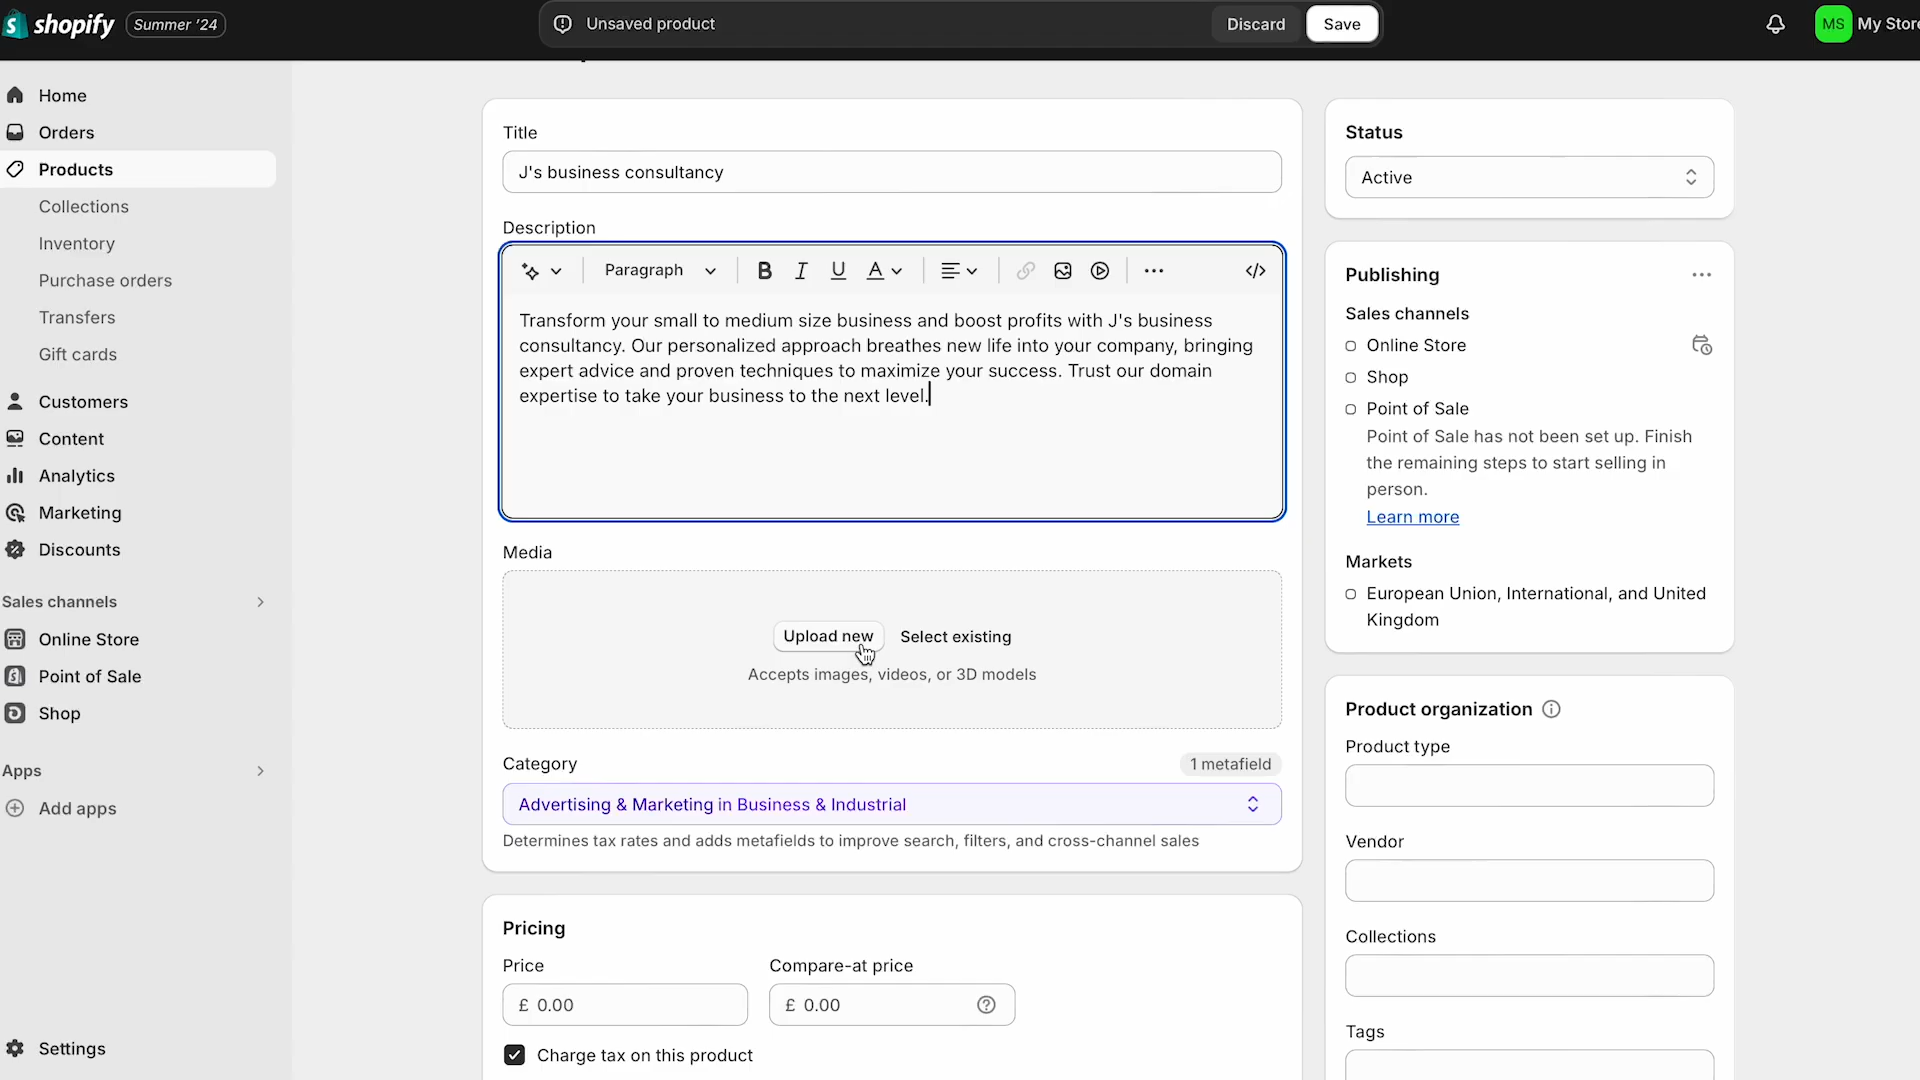 shopify
Summer '24
Unsaved product
Discard
Save
MS
My Store
Home
Orders
Products
Collections
Inventory
Purchase orders
Transfers
Gift cards
Customers
Content
Analytics
Marketing
Discounts
Sales channels
Online Store
Point of Sale
Shop
Apps
Add apps
Settings
Title
J's business consultancy
Description
Paragraph
B I U A
Transform your small to medium size business and boost profits with J's business
consultancy. Our personalized approach breathes new life into your company, bringing
expert advice and proven techniques to maximize your success. Trust our domain
expertise to take your business to the next level.
Media
Upload new
Select existing
Accepts images, videos, or 3D models
Category
1 metafield
Advertising & Marketing in Business & Industrial
Determines tax rates and adds metafields to improve search, filters, and cross-channel sales
Pricing
Price
Compare-at price
£ 0.00
£ 0.00
Charge tax on this product
Status
Active
Publishing
Sales channels
Online Store
Shop
Point of Sale
Point of Sale has not been set up. Finish
the remaining steps to start selling in
person.
Learn more
Markets
European Union, International, and United
Kingdom
Product organization
Product type
Vendor
Collections
Tags